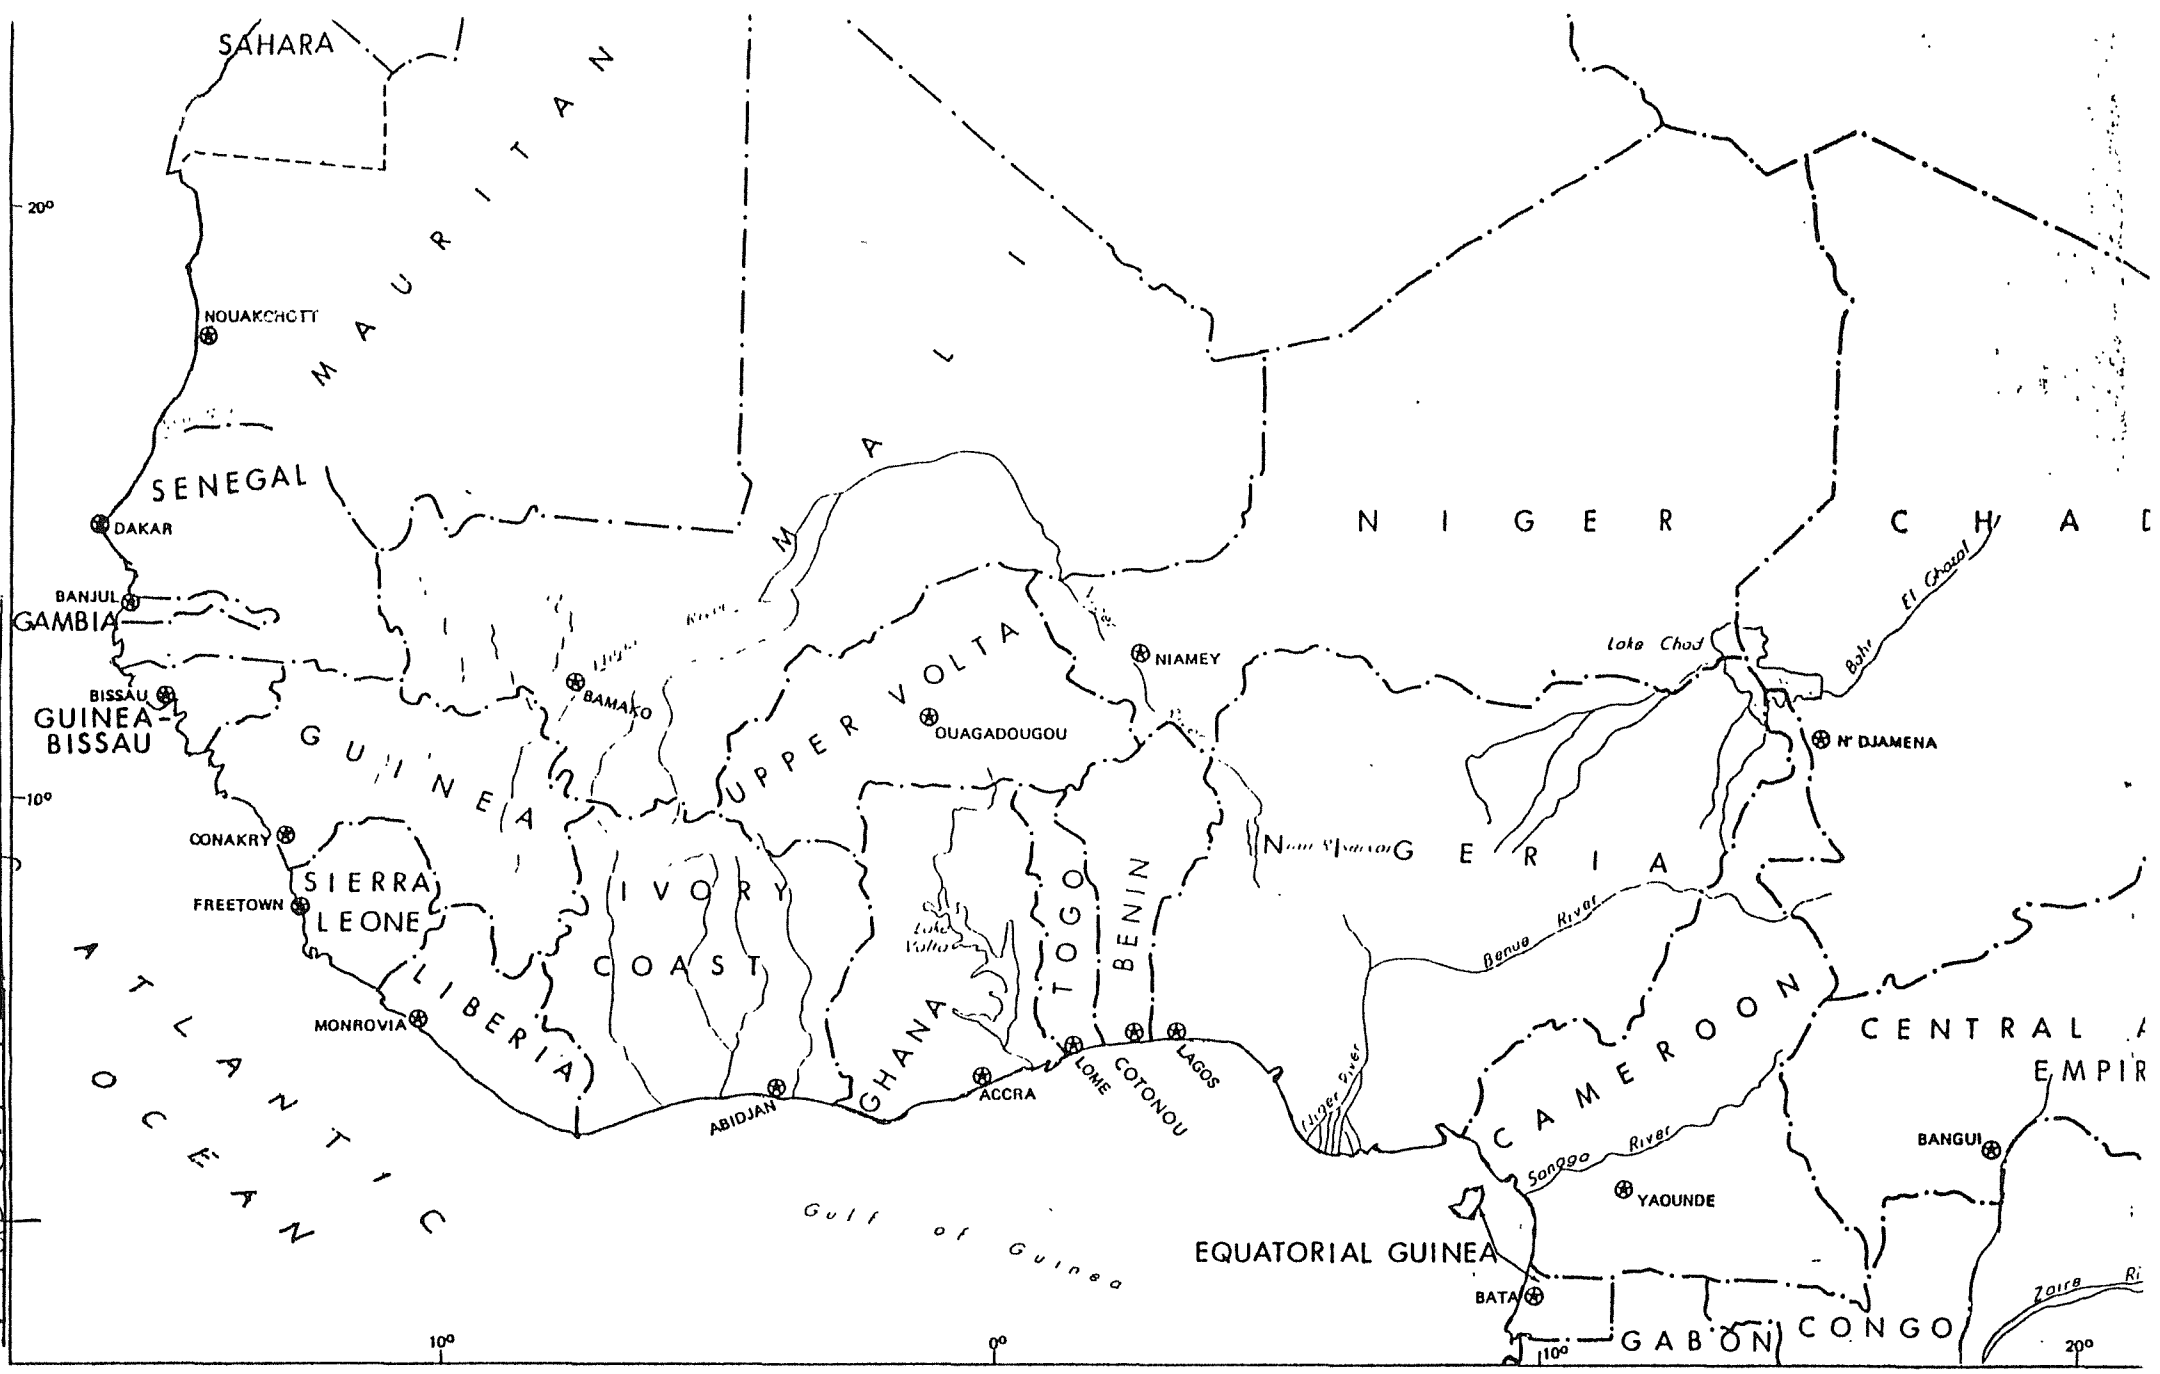 SAHARA
MAURITAN
20°
NOUAKCHOTT
MALI
SENEGAL
DAKAR
NIGER
CHAD
BANJUL
GAMBIA
El Ghazal
Bahr
Lake Chad
River
Niger
NIAMEY
BISSAU
GUINEA-
BISSAU
BAMAKO
UPPER VOLTA
OUAGADOUGOU
N'DJAMENA
GUINEA
10°
CONAKRY
SIERRA
LEONE
FREETOWN
IVORY
COAST
Lake
Volta
TOGO
BENIN
NIGERIA
Benue River
ATLANTIC
OCEAN
LIBERIA
MONROVIA
GHANA
CAMEROON
CENTRAL A
EMPIR
ABIDJAN
ACCRA
LOME
COTONOU
LAGOS
Niger River
BANGUI
Sanaga River
YAOUNDE
Gulf of Guinea
EQUATORIAL GUINEA
BATA
Zaire Ri
GABON
CONGO
10°
0°
10°
20°